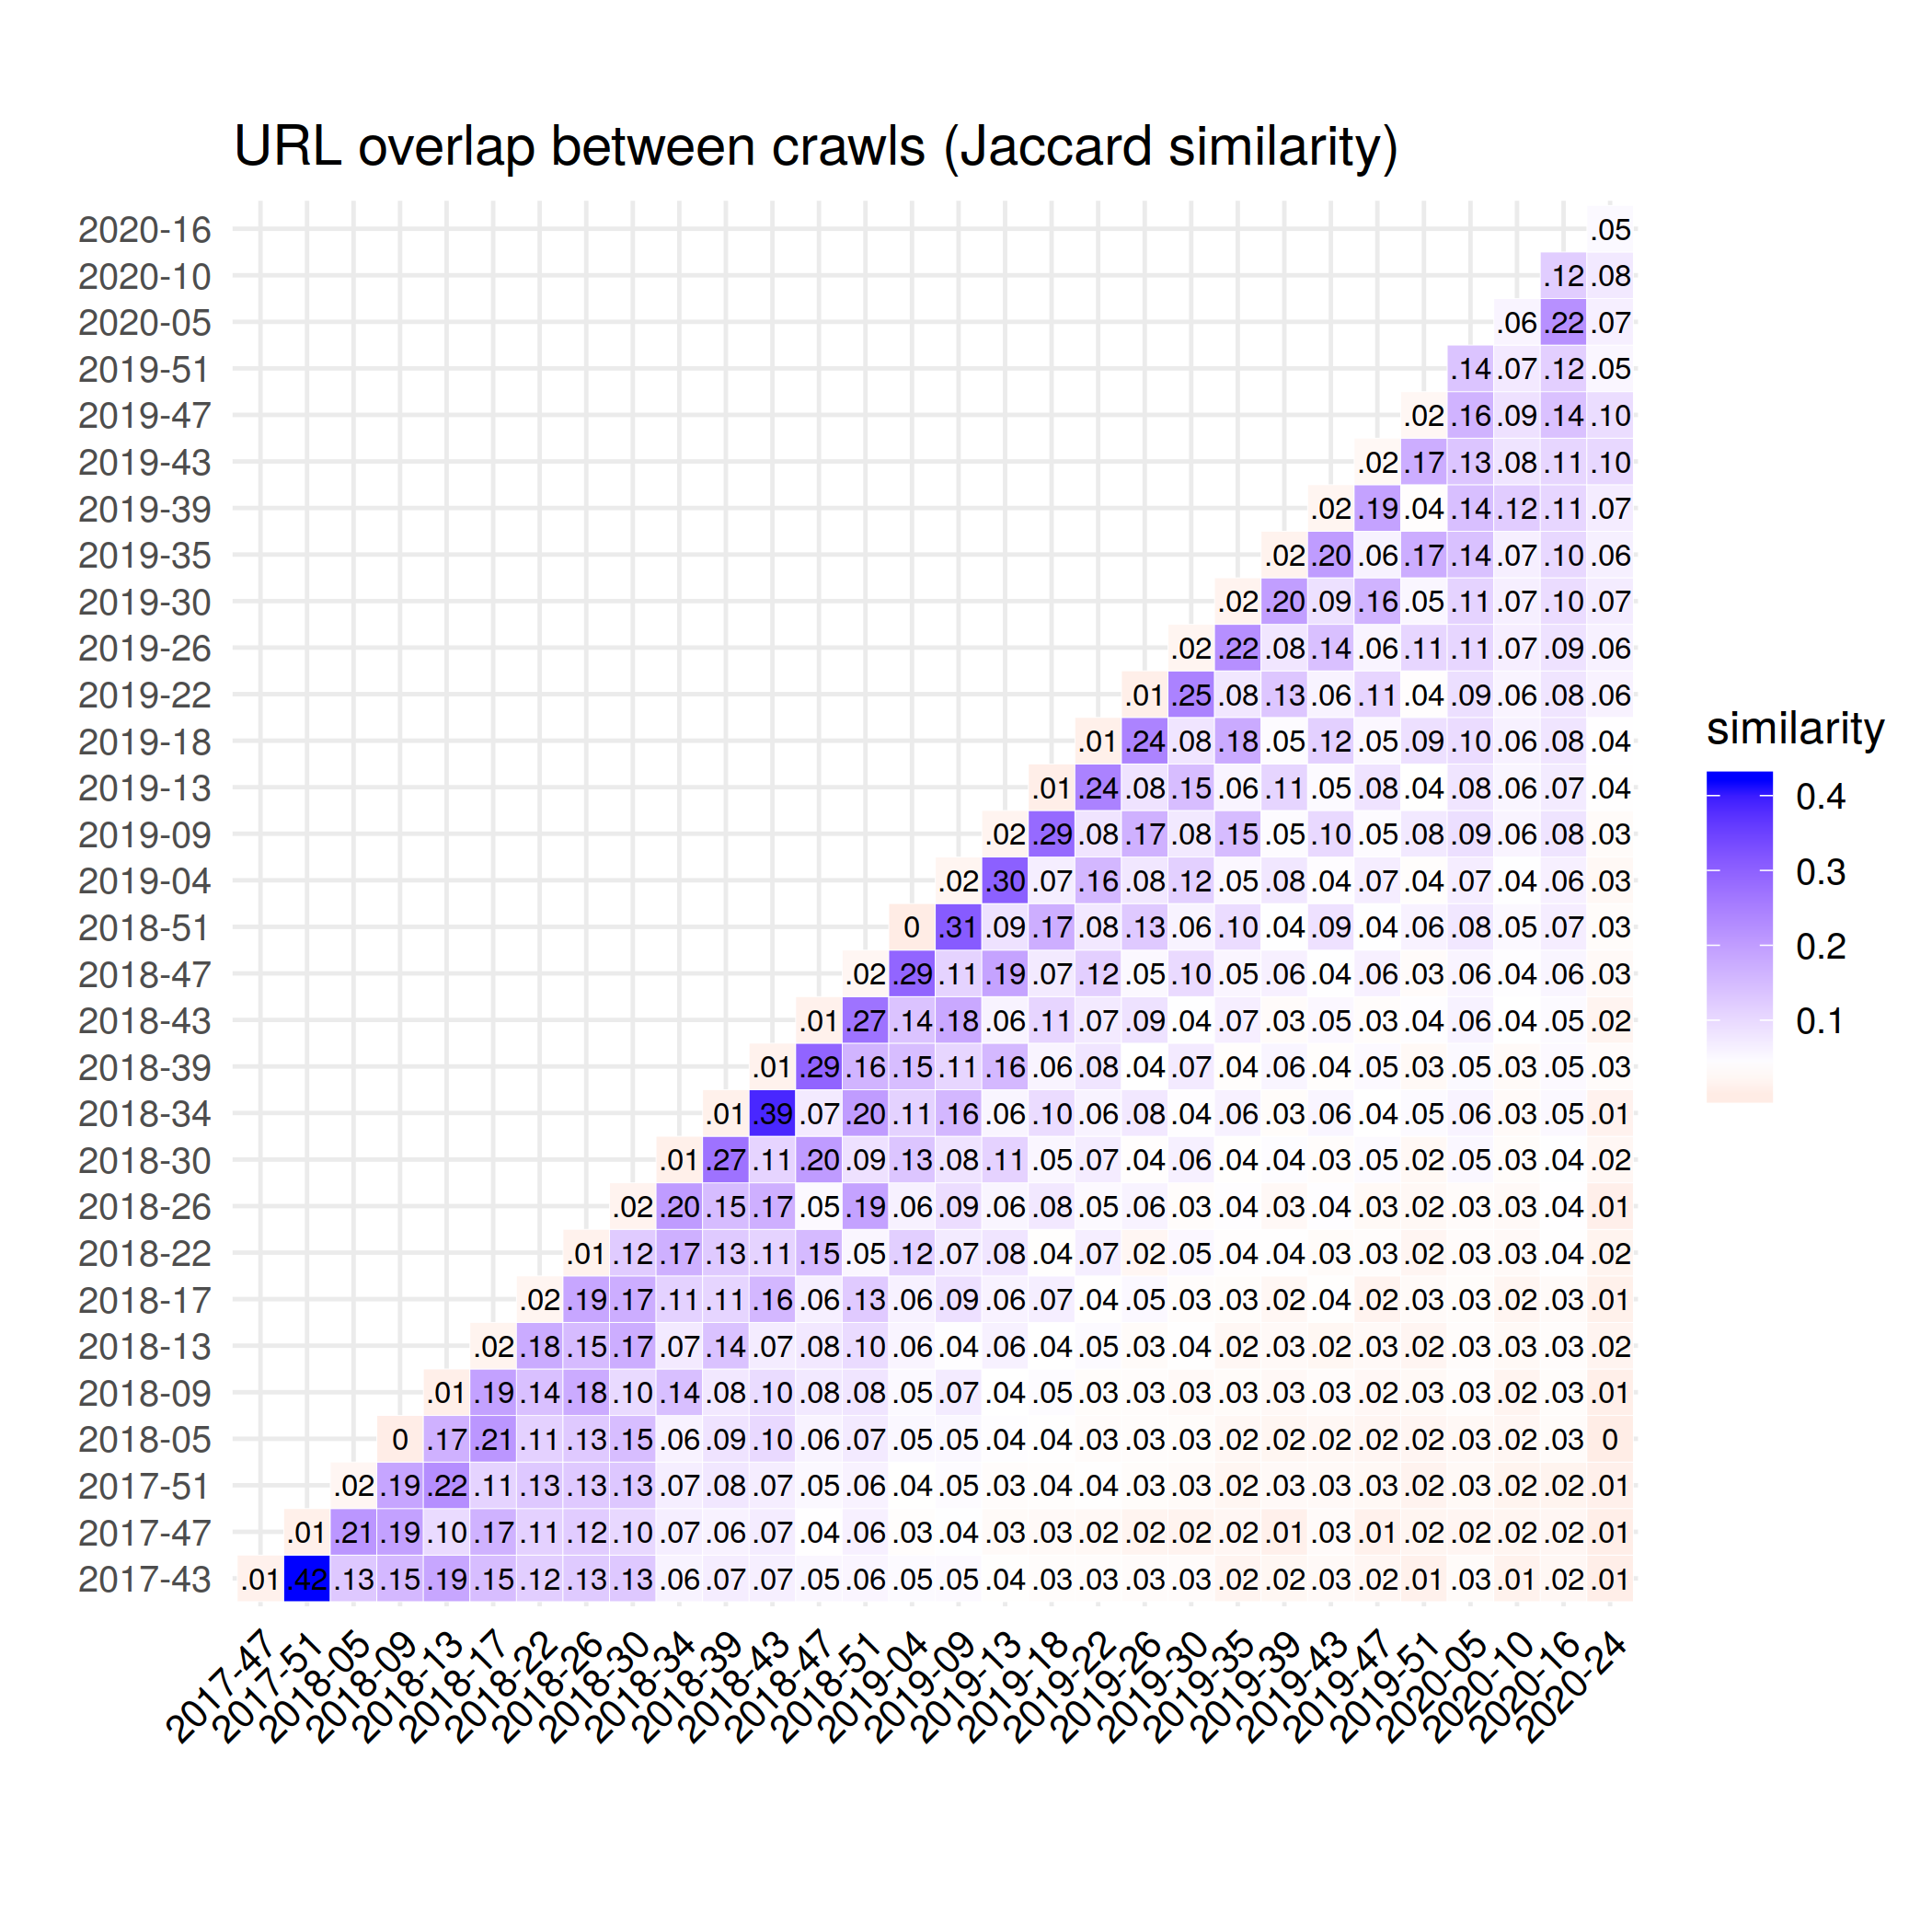 URL overlap between crawls (Jaccard similarity)
2020-16 .05
2020-10 .12 .08
2020-05 .06 .22 .07
2019-51 .14 .07 .12 .05
2019-47 .02 .16 .09 .14 .10
2019-43 .02 .17 .13 .08 .11 .10
2019-39 .02 .19 .04 .14 .12 .11 .07
2019-35 .02 .20 .06 .17 .14 .07 .10 .06
2019-30 .02 .20 .09 .16 .05 .11 .07 .10 .07
2019-26 .02 .22 .08 .14 .06 .11 .11 .07 .09 .06
2019-22 .01 .25 .08 .13 .06 .11 .04 .09 .06 .08 .06
2019-18 .01 .24 .08 .18 .05 .12 .05 .09 .10 .06 .08 .04
2019-13 .01 .24 .08 .15 .06 .11 .05 .08 .04 .08 .06 .07 .04
2019-09 .02 .29 .08 .17 .08 .15 .05 .10 .05 .08 .09 .06 .08 .03
2019-04 .02 .30 .07 .16 .08 .12 .05 .08 .04 .07 .04 .07 .04 .06 .03
2018-51 0 .31 .09 .17 .08 .13 .06 .10 .04 .09 .04 .06 .08 .05 .07 .03
2018-47 .02 .29 .11 .19 .07 .12 .05 .10 .05 .06 .04 .06 .03 .06 .04 .06 .03
2018-43 .01 .27 .14 .18 .06 .11 .07 .09 .04 .07 .03 .05 .03 .04 .06 .04 .05 .02
2018-39 .01 .29 .16 .15 .11 .16 .06 .08 .04 .07 .04 .06 .04 .05 .03 .05 .03 .05 .03
2018-34 .01 .39 .07 .20 .11 .16 .06 .10 .06 .08 .04 .06 .03 .06 .04 .05 .06 .03 .05 .01
2018-30 .01 .27 .11 .20 .09 .13 .08 .11 .05 .07 .04 .06 .04 .04 .03 .05 .02 .05 .03 .04 .02
2018-26 .02 .20 .15 .17 .05 .19 .06 .09 .06 .08 .05 .06 .03 .04 .03 .04 .03 .02 .03 .03 .04 .01
2018-22 .01 .12 .17 .13 .11 .15 .05 .12 .07 .08 .04 .07 .02 .05 .04 .04 .03 .03 .02 .03 .03 .04 .02
2018-17 .02 .19 .17 .11 .11 .16 .06 .13 .06 .09 .06 .07 .04 .05 .03 .03 .02 .04 .02 .03 .03 .02 .03 .01
2018-13 .02 .18 .15 .17 .07 .14 .07 .08 .10 .06 .04 .06 .04 .05 .03 .04 .02 .03 .02 .03 .02 .03 .03 .03 .02
2018-09 .01 .19 .14 .18 .10 .14 .08 .10 .08 .08 .05 .07 .04 .05 .03 .03 .03 .03 .03 .03 .02 .03 .03 .02 .03 .01
2018-05 0 .17 .21 .11 .13 .15 .06 .09 .10 .06 .07 .05 .05 .04 .04 .03 .03 .03 .02 .02 .02 .02 .02 .03 .02 .03 0
2017-51 .02 .19 .22 .11 .13 .13 .13 .07 .08 .07 .05 .06 .04 .05 .03 .04 .04 .03 .03 .02 .03 .03 .03 .02 .03 .02 .02 .01
2017-47 .01 .21 .19 .10 .17 .11 .12 .10 .07 .06 .07 .04 .06 .03 .04 .03 .03 .02 .02 .02 .02 .01 .03 .01 .02 .02 .02 .02 .01
2017-43 .01 .42 .13 .15 .19 .15 .12 .13 .13 .06 .07 .07 .05 .06 .05 .05 .04 .03 .03 .03 .03 .02 .02 .03 .02 .01 .03 .01 .02 .01
2017-47 2017-51 2018-05 2018-09 2018-13 2018-17 2018-22 2018-26 2018-30 2018-34 2018-39 2018-43 2018-47 2018-51 2019-04 2019-09 2019-13 2019-18 2019-22 2019-26 2019-30 2019-35 2019-39 2019-43 2019-47 2019-51 2020-05 2020-10 2020-16 2020-24
similarity
0.4
0.3
0.2
0.1